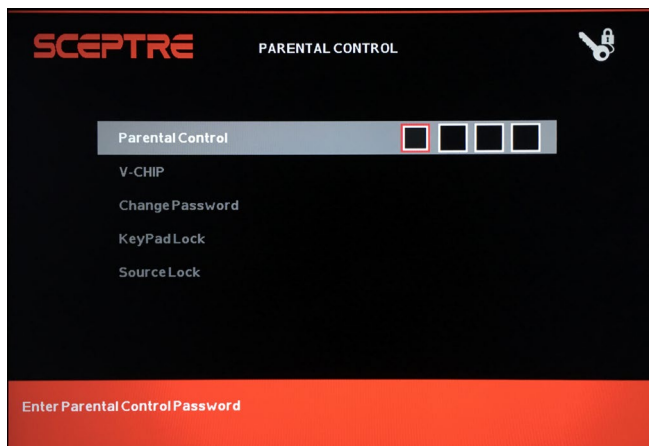 SCEPTRE
PARENTAL CONTROL
Parental Control
V-CHIP
Change Password
KeyPad Lock
Source Lock
Enter Parental Control Password